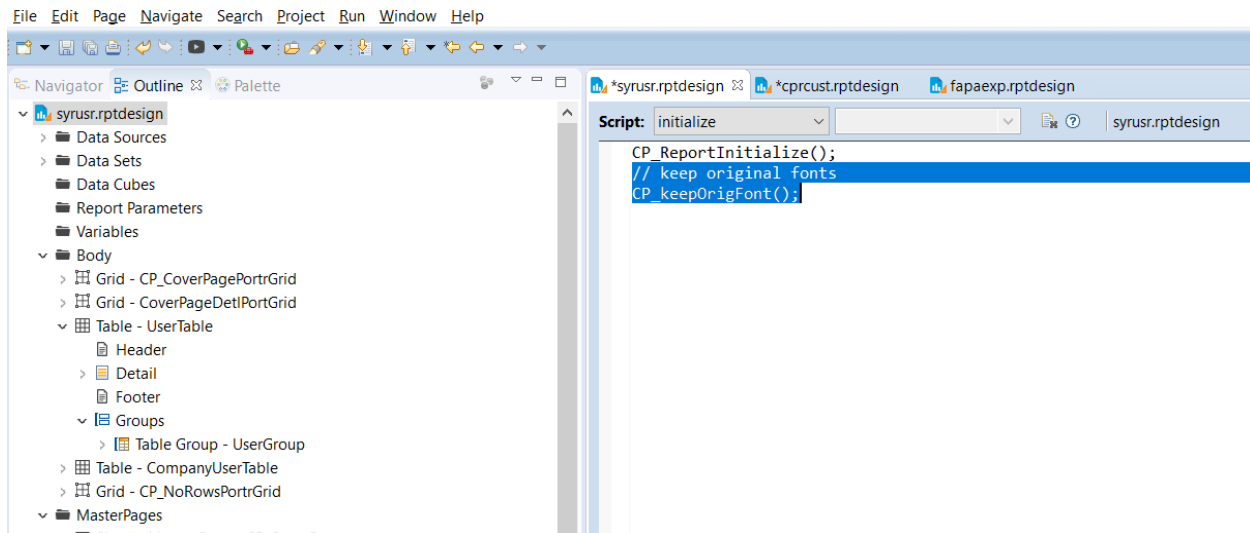 File Edit Page Navigate Search Project Run Window Help
Navigator Outline Palette
*syrusr.rptdesign *cprcust.rptdesign fapaexp.rptdesign
Script: initialize syrusr.rptdesign
syrusr.rptdesign
Data Sources
Data Sets
Data Cubes
Report Parameters
Variables
Body
Grid - CP_CoverPagePortrGrid
Grid - CoverPageDetlPortGrid
Table - UserTable
Header
Detail
Footer
Groups
Table Group - UserGroup
Table - CompanyUserTable
Grid - CP_NoRowsPortrGrid
MasterPages
CP_ReportInitialize();
// keep original fonts
CP_keepOrigFont();